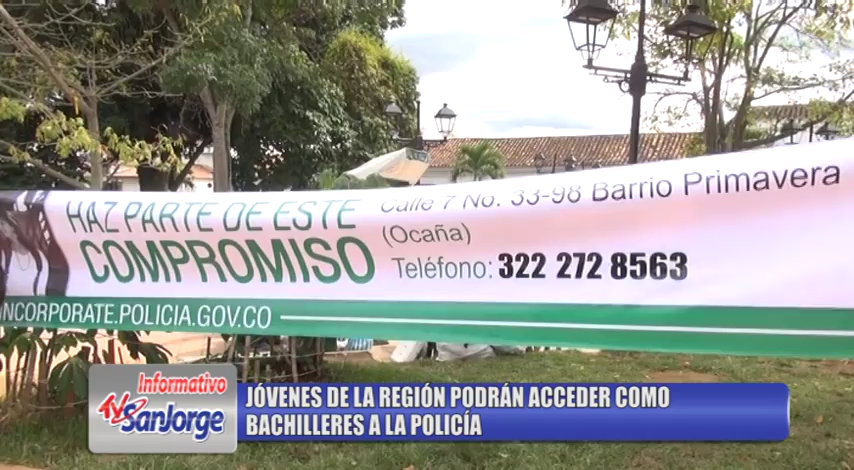 HAZ PARTE DE ESTE
COMPROMISO
Calle 7 No. 33-98 Barrio Primavera
(Ocaña)
Teléfono: 322 272 8563
INCORPORATE.POLICIA.GOV.CO
Informativo
TV SanJorge
JÓVENES DE LA REGIÓN PODRÁN ACCEDER COMO
BACHILLERES A LA POLICÍA